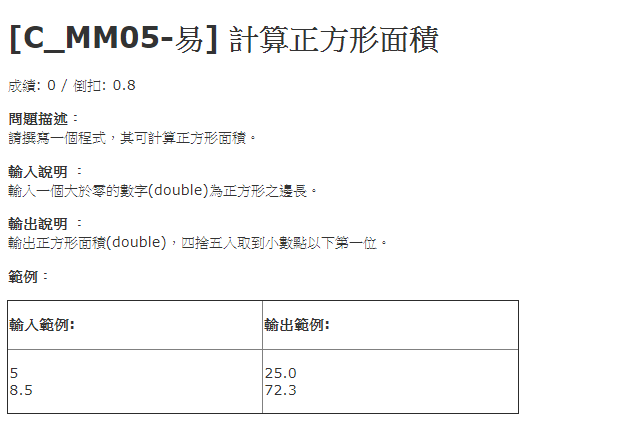 [C_MM05-易] 計算正方形面積
成績: 0 / 倒扣: 0.8
問題描述：
請撰寫一個程式，其可計算正方形面積。
輸入說明 ：
輸入一個大於零的數字(double)為正方形之邊長。
輸出說明 ：
輸出正方形面積(double)，四捨五入取到小數點以下第一位。
範例：
輸入範例:
輸出範例:
5
8.5
25.0
72.3